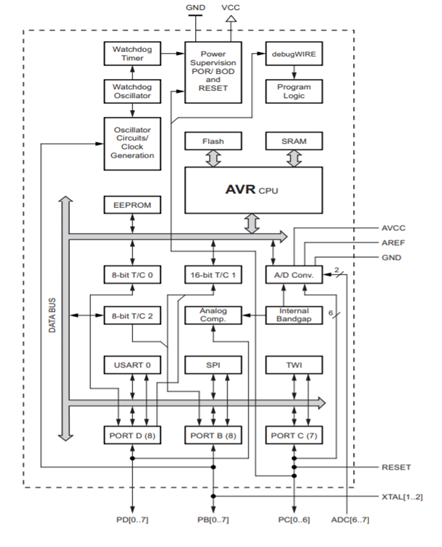 GND VCC
Watchdog
Timer
Power
Supervision
POR/ BOD
and
RESET
debugWIRE
Watchdog
Oscillator
Program
Logic
Oscillator
Circuits/
Clock
Generation
Flash
SRAM
AVR CPU
EEPROM
AVCC
AREF
GND
8-bit T/C 0
16-bit T/C 1
A/D Conv.
2
DATA BUS
8-bit T/C 2
Analog
Comp.
Internal
Bandgap
6
USART 0
SPI
TWI
PORT D (8)
PORT B (8)
PORT C (7)
RESET
XTAL[1..2]
PD[0..7]
PB[0..7]
PC[0..6]
ADC[6..7]